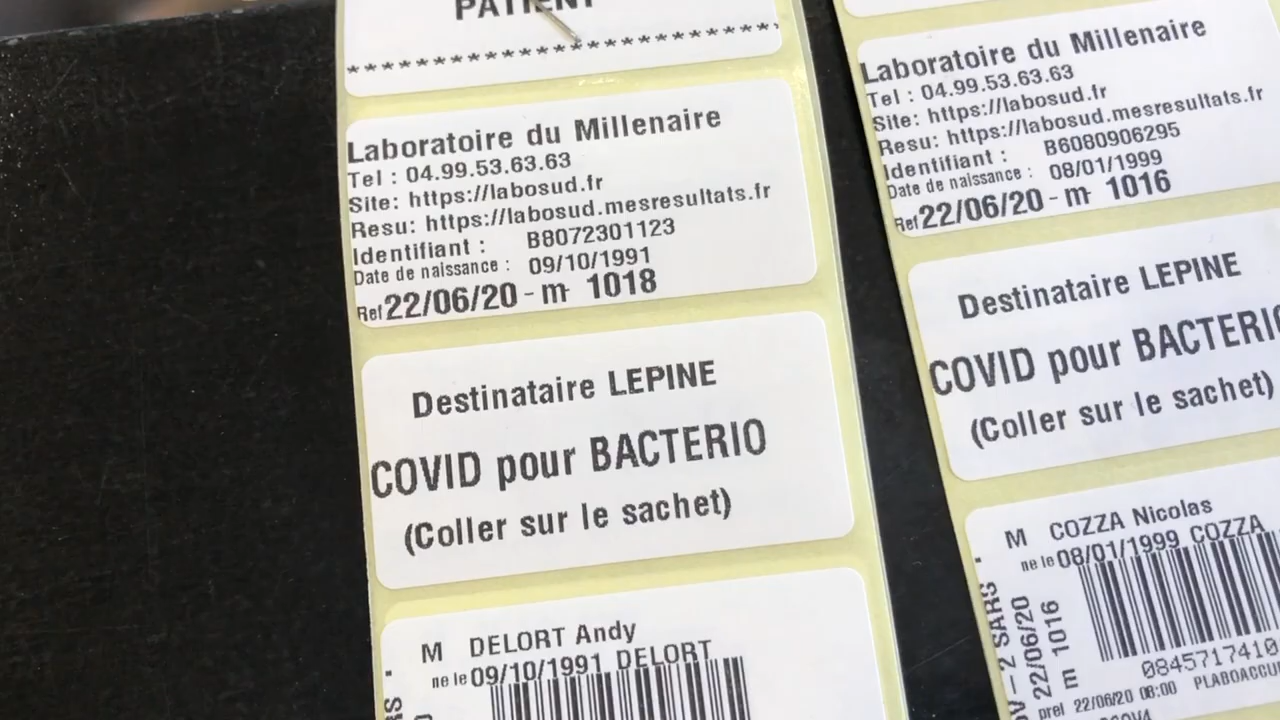 PATIENT
****************************************
Laboratoire du Millenaire
Tel : 04.99.53.63.63
Site: https://labosud.fr
Resu: https://labosud.mesresultats.fr
Identifiant : B8072301123
Date de naissance : 09/10/1991
Ref 22/06/20 - m 1018
Destinataire LEPINE
COVID pour BACTERIO
(Coller sur le sachet)
M DELORT Andy
ne le 09/10/1991 DELORT
Laboratoire du Millenaire
Tel : 04.99.53.63.63
Site: https://labosud.fr
Resu: https://labosud.mesresultats.fr
Identifiant : B6080906295
Date de naissance : 08/01/1999
Ref 22/06/20 - m 1016
Destinataire LEPINE
COVID pour BACTERIO
(Coller sur le sachet)
M COZZA Nicolas
ne le 08/01/1999 COZZA
22/06/20
m 1016
0845717410
prel 22/06/20 08:00 PLABOACCU